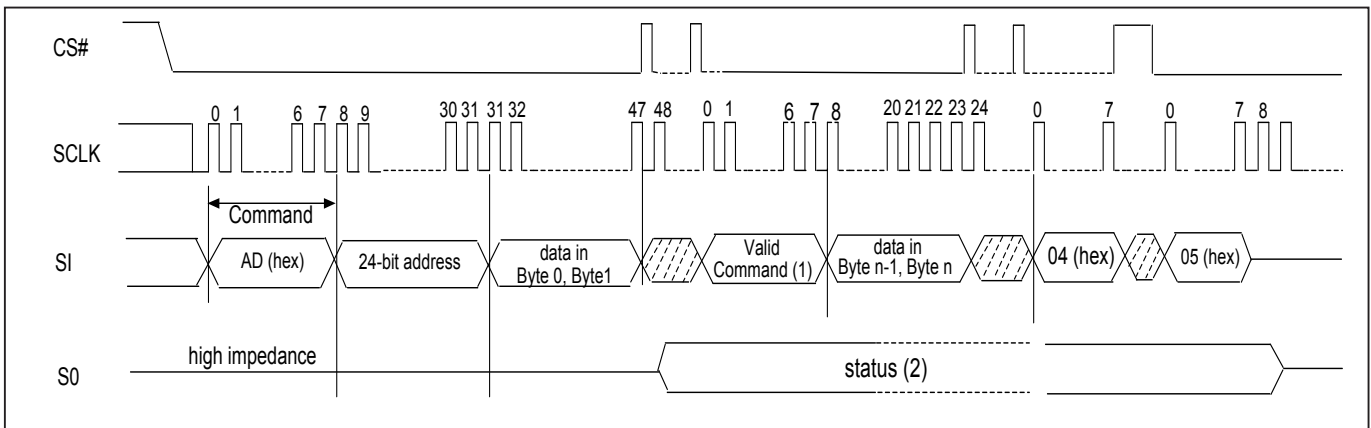 CS#
0 1 6 7 8 9 30 31 31 32 47 48 0 1 6 7 8 20 21 22 23 24 0 7 0 7 8
SCLK
Command
SI
AD (hex)
24-bit address
data in
Byte 0, Byte1
Valid
Command (1)
data in
Byte n-1, Byte n
04 (hex)
05 (hex)
high impedance
S0
status (2)